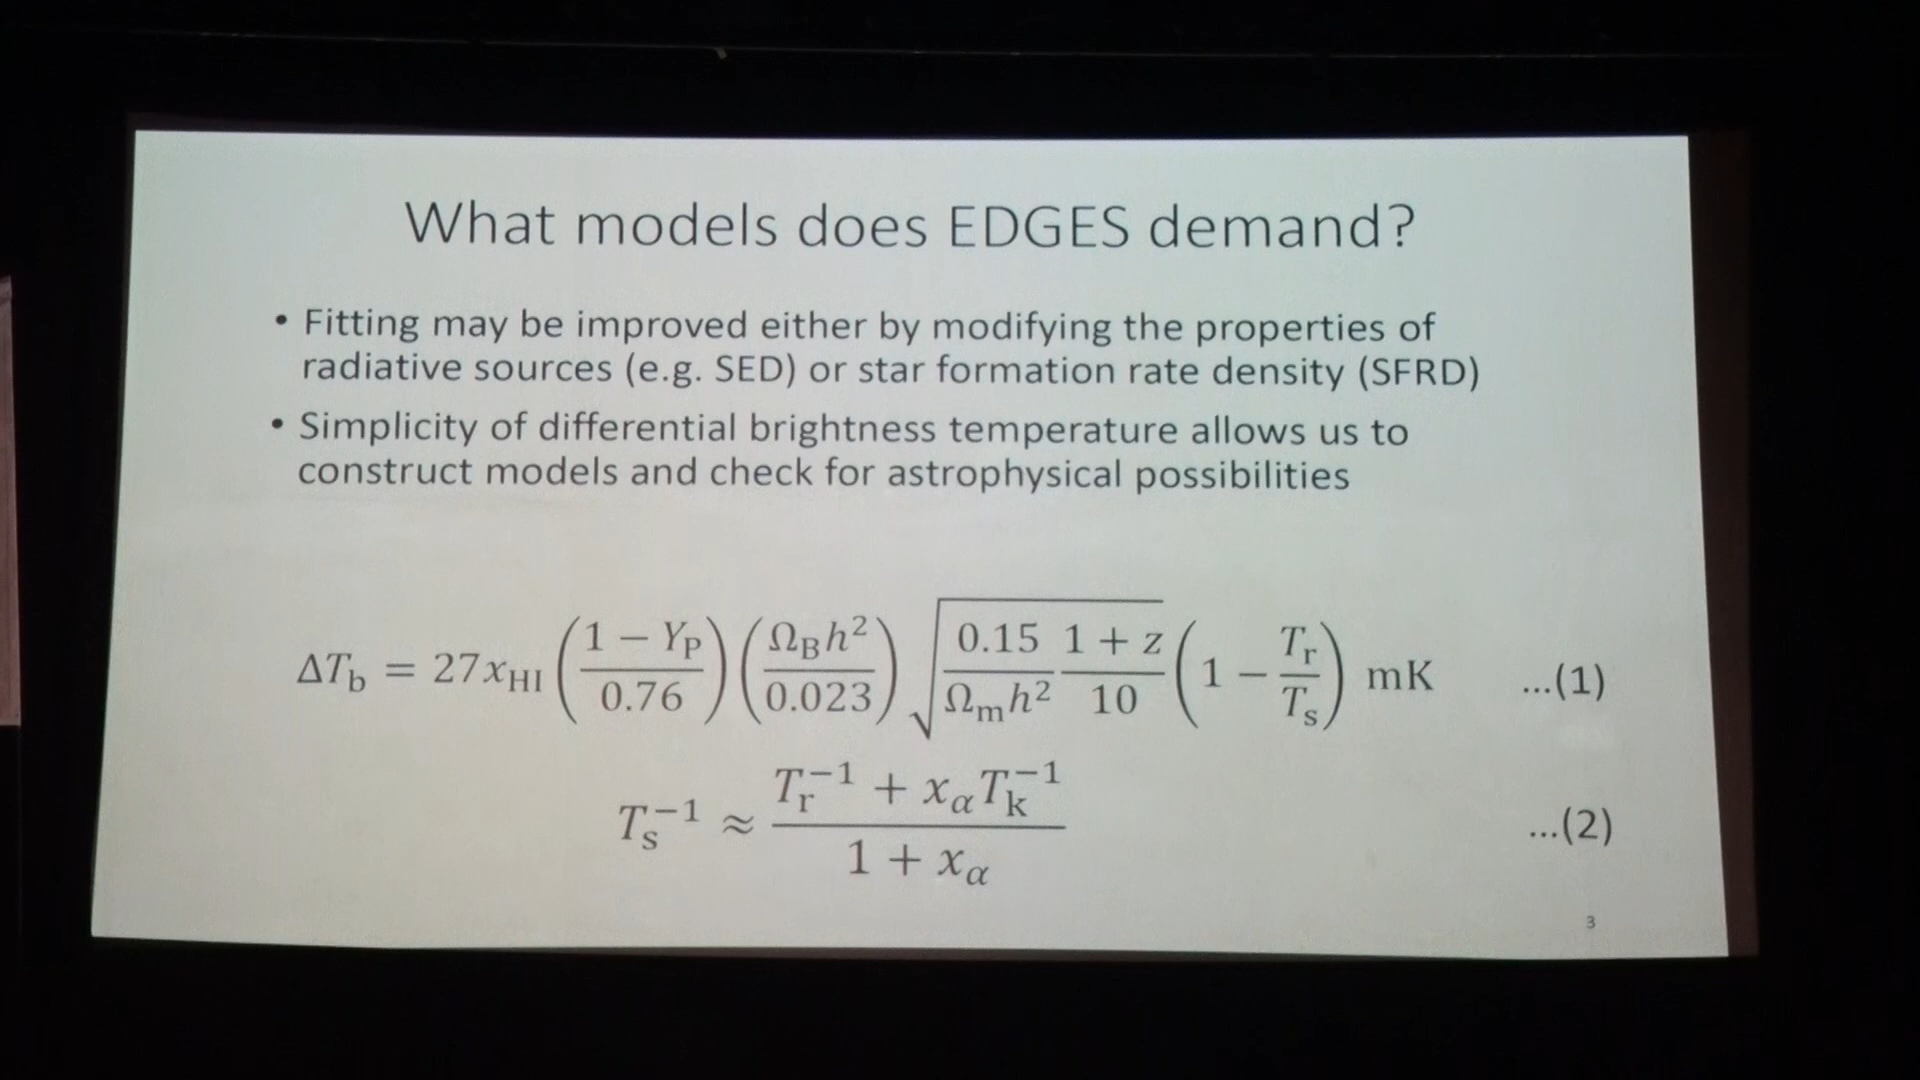 What models does EDGES demand?
• Fitting may be improved either by modifying the properties of
radiative sources (e.g. SED) or star formation rate density (SFRD)
• Simplicity of differential brightness temperature allows us to
construct models and check for astrophysical possibilities
ΔT_b = 27x_HI ((1 − Y_P)/0.76) (Ω_B h²/0.023) √((0.15/Ω_m h²) ((1 + z)/10)) (1 − T_r/T_s) mK ...(1)
T_s⁻¹ ≈ (T_r⁻¹ + x_α T_k⁻¹)/(1 + x_α) ...(2)
3